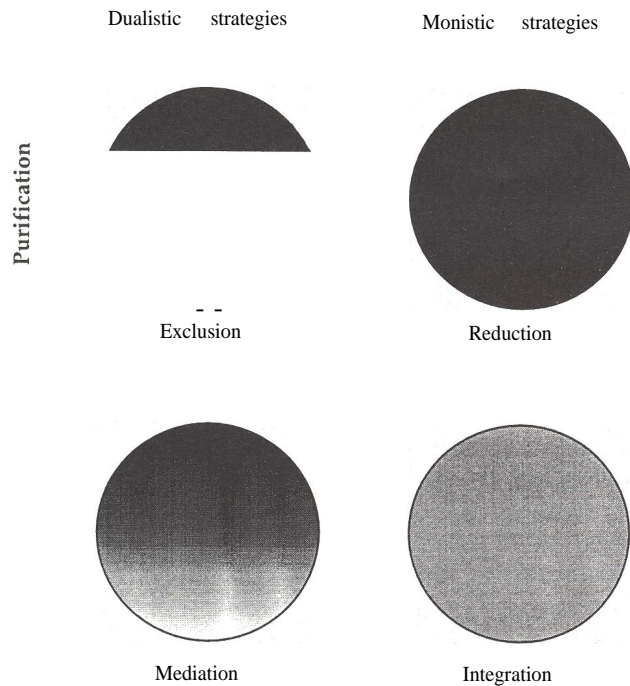 Dualistic strategies
Monistic strategies
Purification
Exclusion
Reduction
Mediation
Integration